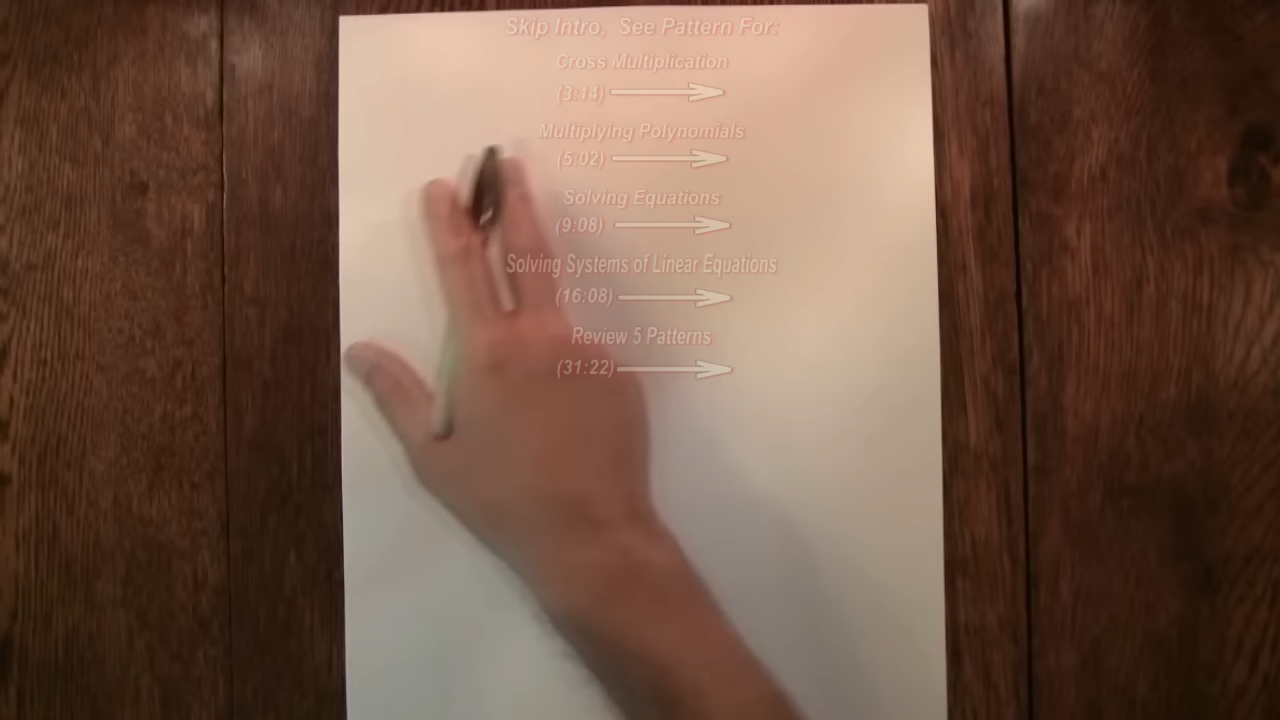 Skip Intro, See Pattern For:
Cross Multiplication
(3:14)
Multiplying Polynomials
(5:02)
Solving Equations
(9:08)
Solving Systems of Linear Equations
(16:08)
Review 5 Patterns
(31:22)